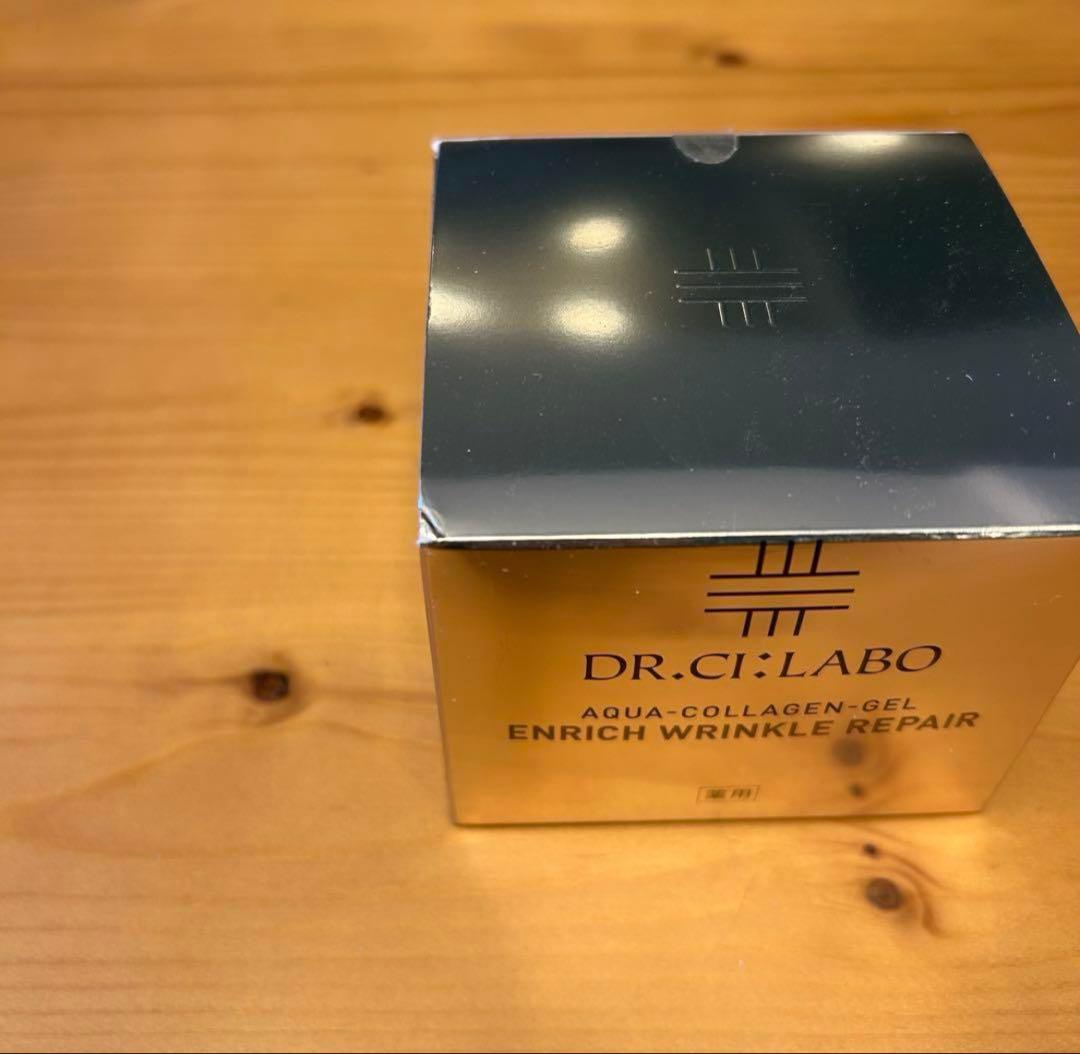 DR.CI:LABO
AQUA-COLLAGEN-GEL
ENRICH WRINKLE REPAIR
薬用